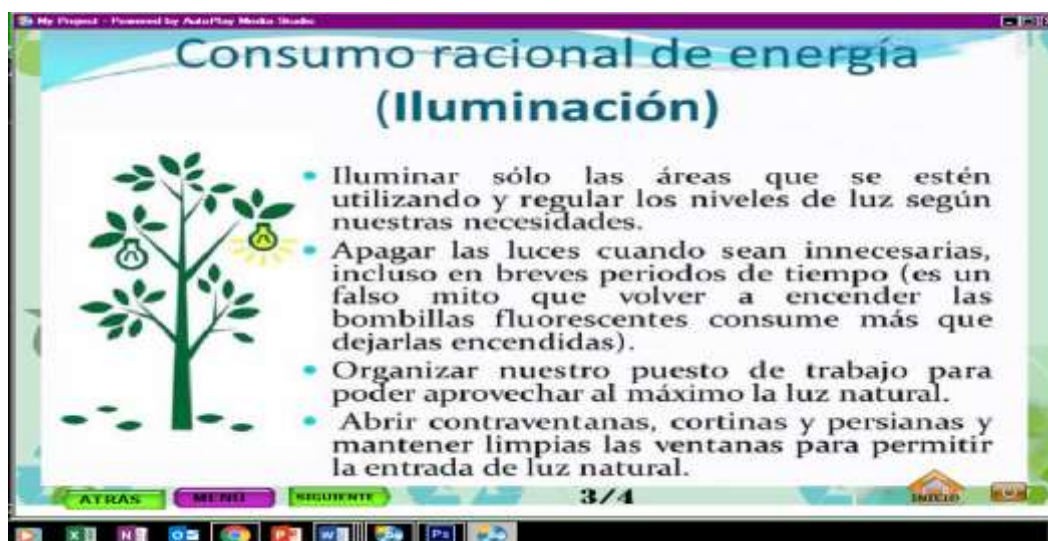 My Project - Powered by AutoPlay Media Studio
Consumo racional de energía
(Iluminación)
• Iluminar sólo las áreas que se estén
utilizando y regular los niveles de luz según
nuestras necesidades.
• Apagar las luces cuando sean innecesarias,
incluso en breves periodos de tiempo (es un
falso mito que volver a encender las
bombillas fluorescentes consume más que
dejarlas encendidas).
• Organizar nuestro puesto de trabajo para
poder aprovechar al máximo la luz natural.
• Abrir contraventanas, cortinas y persianas y
mantener limpias las ventanas para permitir
la entrada de luz natural.
ATRAS
MENU
SIGUIENTE
3/4
INICIO
Ps